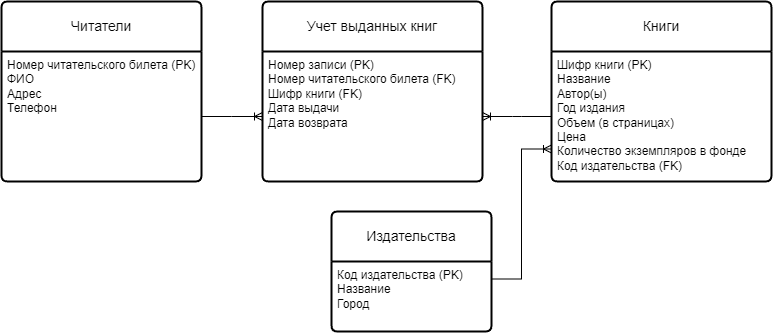 Читатели
Номер читательского билета (PK)
ФИО
Адрес
Телефон
Учет выданных книг
Номер записи (PK)
Номер читательского билета (FK)
Шифр книги (FK)
Дата выдачи
Дата возврата
Книги
Шифр книги (PK)
Название
Автор(ы)
Год издания
Объем (в страницах)
Цена
Количество экземпляров в фонде
Код издательства (FK)
Издательства
Код издательства (PK)
Название
Город